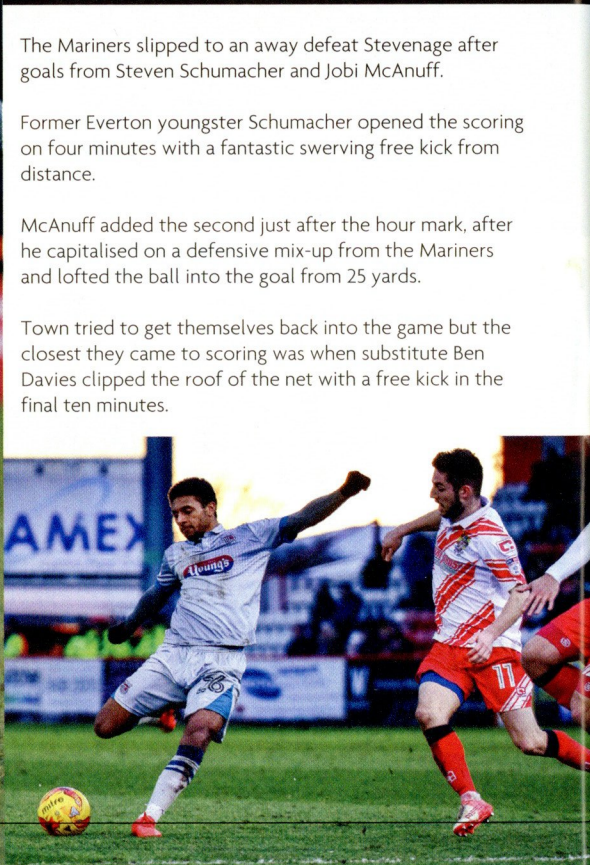 The Mariners slipped to an away defeat Stevenage after
goals from Steven Schumacher and Jobi McAnuff.
Former Everton youngster Schumacher opened the scoring
on four minutes with a fantastic swerving free kick from
distance.
McAnuff added the second just after the hour mark, after
he capitalised on a defensive mix-up from the Mariners
and lofted the ball into the goal from 25 yards.
Town tried to get themselves back into the game but the
closest they came to scoring was when substitute Ben
Davies clipped the roof of the net with a free kick in the
final ten minutes.
AMEX
Young's
26
11
mitre